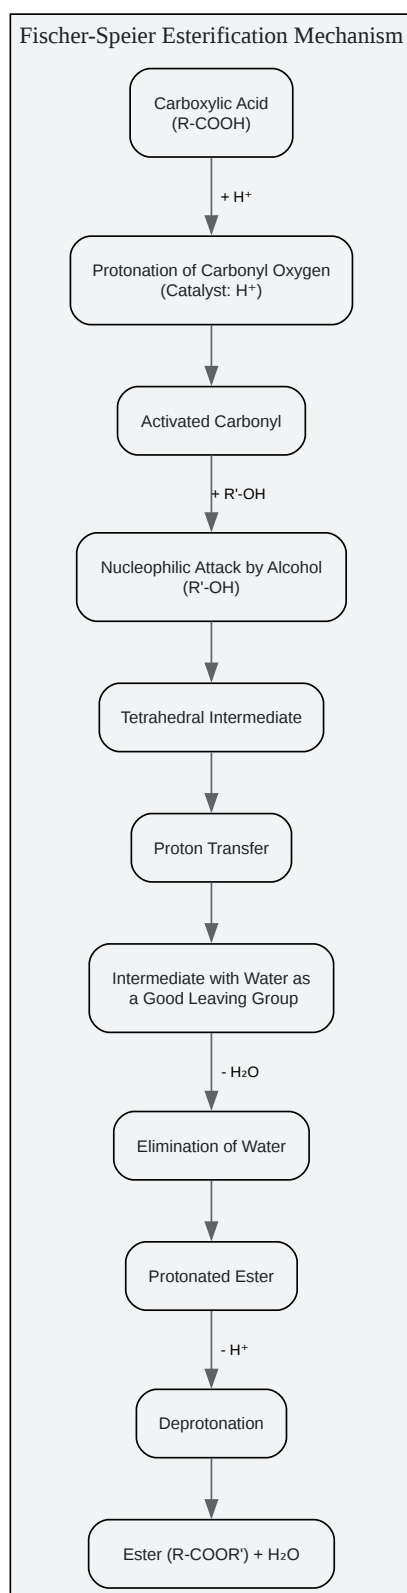 Fischer-Speier Esterification Mechanism
Carboxylic Acid
(R-COOH)
+ H⁺
Protonation of Carbonyl Oxygen
(Catalyst: H⁺)
Activated Carbonyl
+ R'-OH
Nucleophilic Attack by Alcohol
(R'-OH)
Tetrahedral Intermediate
Proton Transfer
Intermediate with Water as
a Good Leaving Group
- H₂O
Elimination of Water
Protonated Ester
- H⁺
Deprotonation
Ester (R-COOR') + H₂O